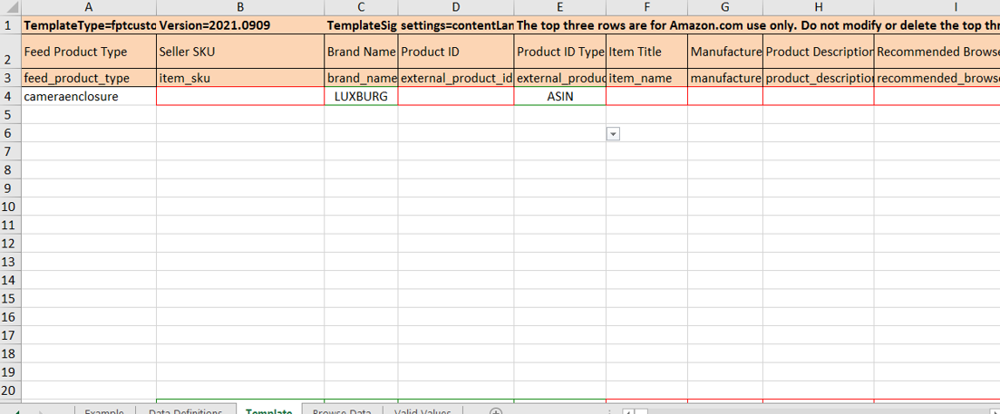 A B C D E F G H I
1 TemplateType=fptcusto Version=2021.0909 TemplateSig settings=contentLan The top three rows are for Amazon.com use only. Do not modify or delete the top thr
2 Feed Product Type Seller SKU Brand Name Product ID Product ID Type Item Title Manufacture Product Description Recommended Browse
3 feed_product_type item_sku brand_name external_product_id external_produc item_name manufacture product_description recommended_brows
4 cameraenclosure LUXBURG ASIN
5
6
7
8
9
10
11
12
13
14
15
16
17
18
19
20
Example Data Definitions Template Browse Data Valid Values